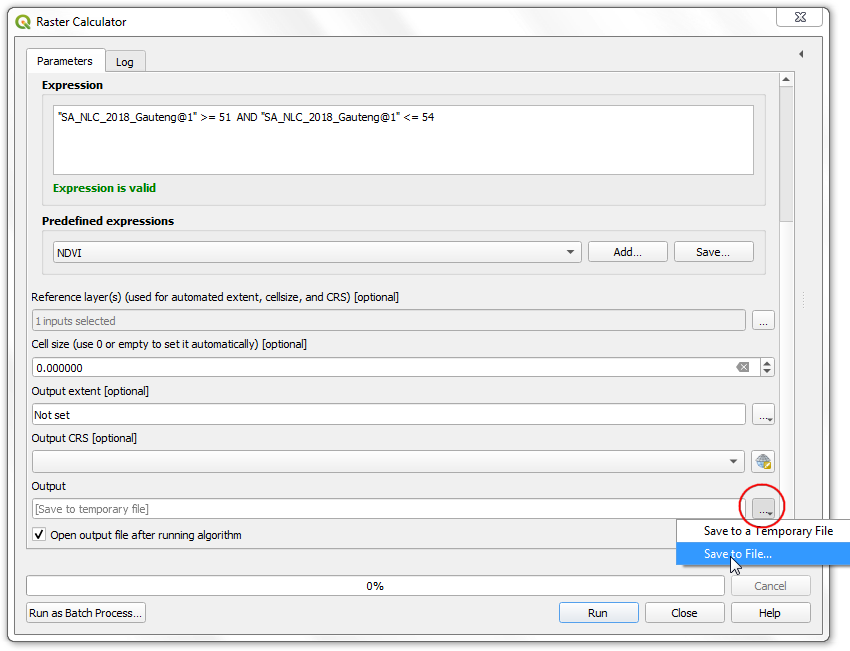 Raster Calculator
Parameters
Log
Expression
"SA_NLC_2018_Gauteng@1" >= 51 AND "SA_NLC_2018_Gauteng@1" <= 54
Expression is valid
Predefined expressions
NDVI
Add...
Save...
Reference layer(s) (used for automated extent, cellsize, and CRS) [optional]
1 inputs selected
...
Cell size (use 0 or empty to set it automatically) [optional]
0.000000
Output extent [optional]
Not set
...
Output CRS [optional]
Output
[Save to temporary file]
...
Open output file after running algorithm
Save to a Temporary File
Save to File...
0%
Cancel
Run as Batch Process...
Run
Close
Help